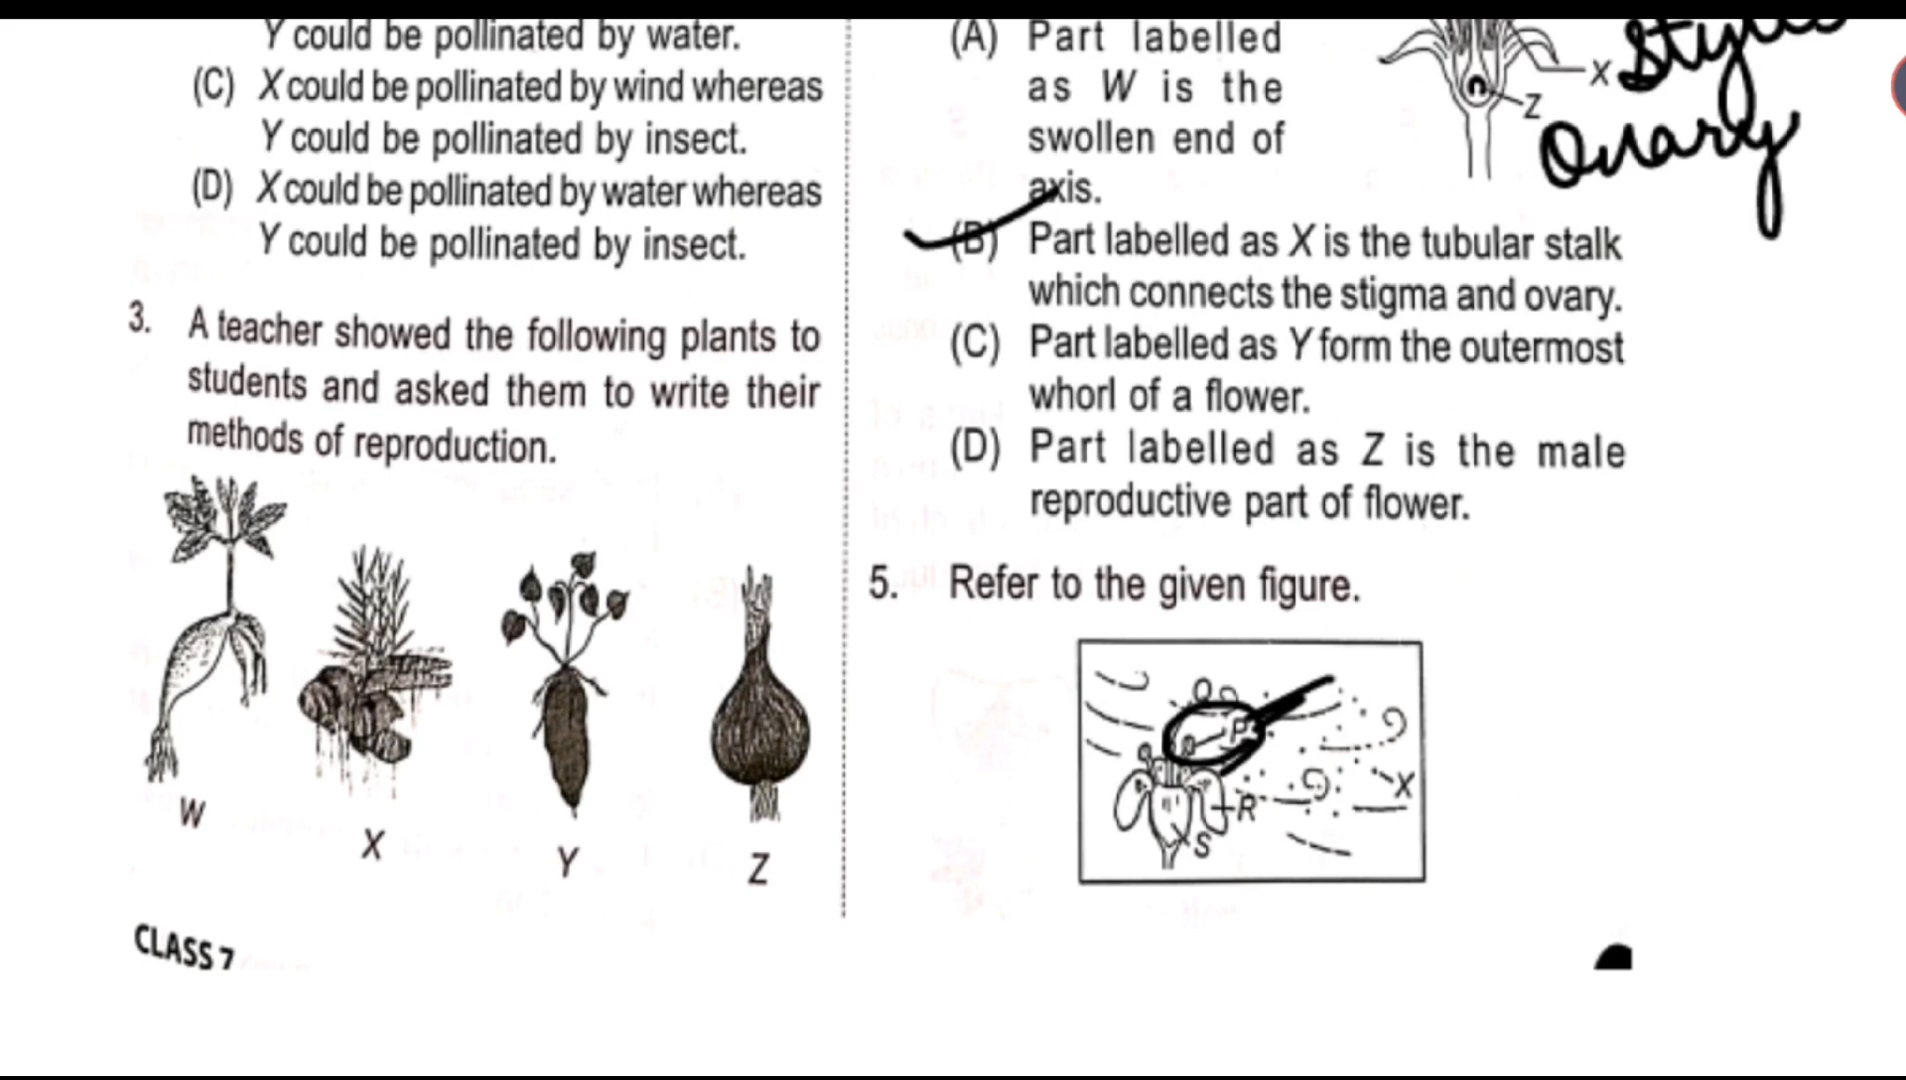 Y could be pollinated by water.
(C) X could be pollinated by wind whereas
Y could be pollinated by insect.
(D) X could be pollinated by water whereas
Y could be pollinated by insect.
3. A teacher showed the following plants to
students and asked them to write their
methods of reproduction.
W
X
Y
Z
CLASS 7
(A) Part labelled
as W is the
swollen end of
axis.
X
Z
Ovary
(B) Part labelled as X is the tubular stalk
which connects the stigma and ovary.
(C) Part labelled as Y form the outermost
whorl of a flower.
(D) Part labelled as Z is the male
reproductive part of flower.
5. Refer to the given figure.
P
X
R
S